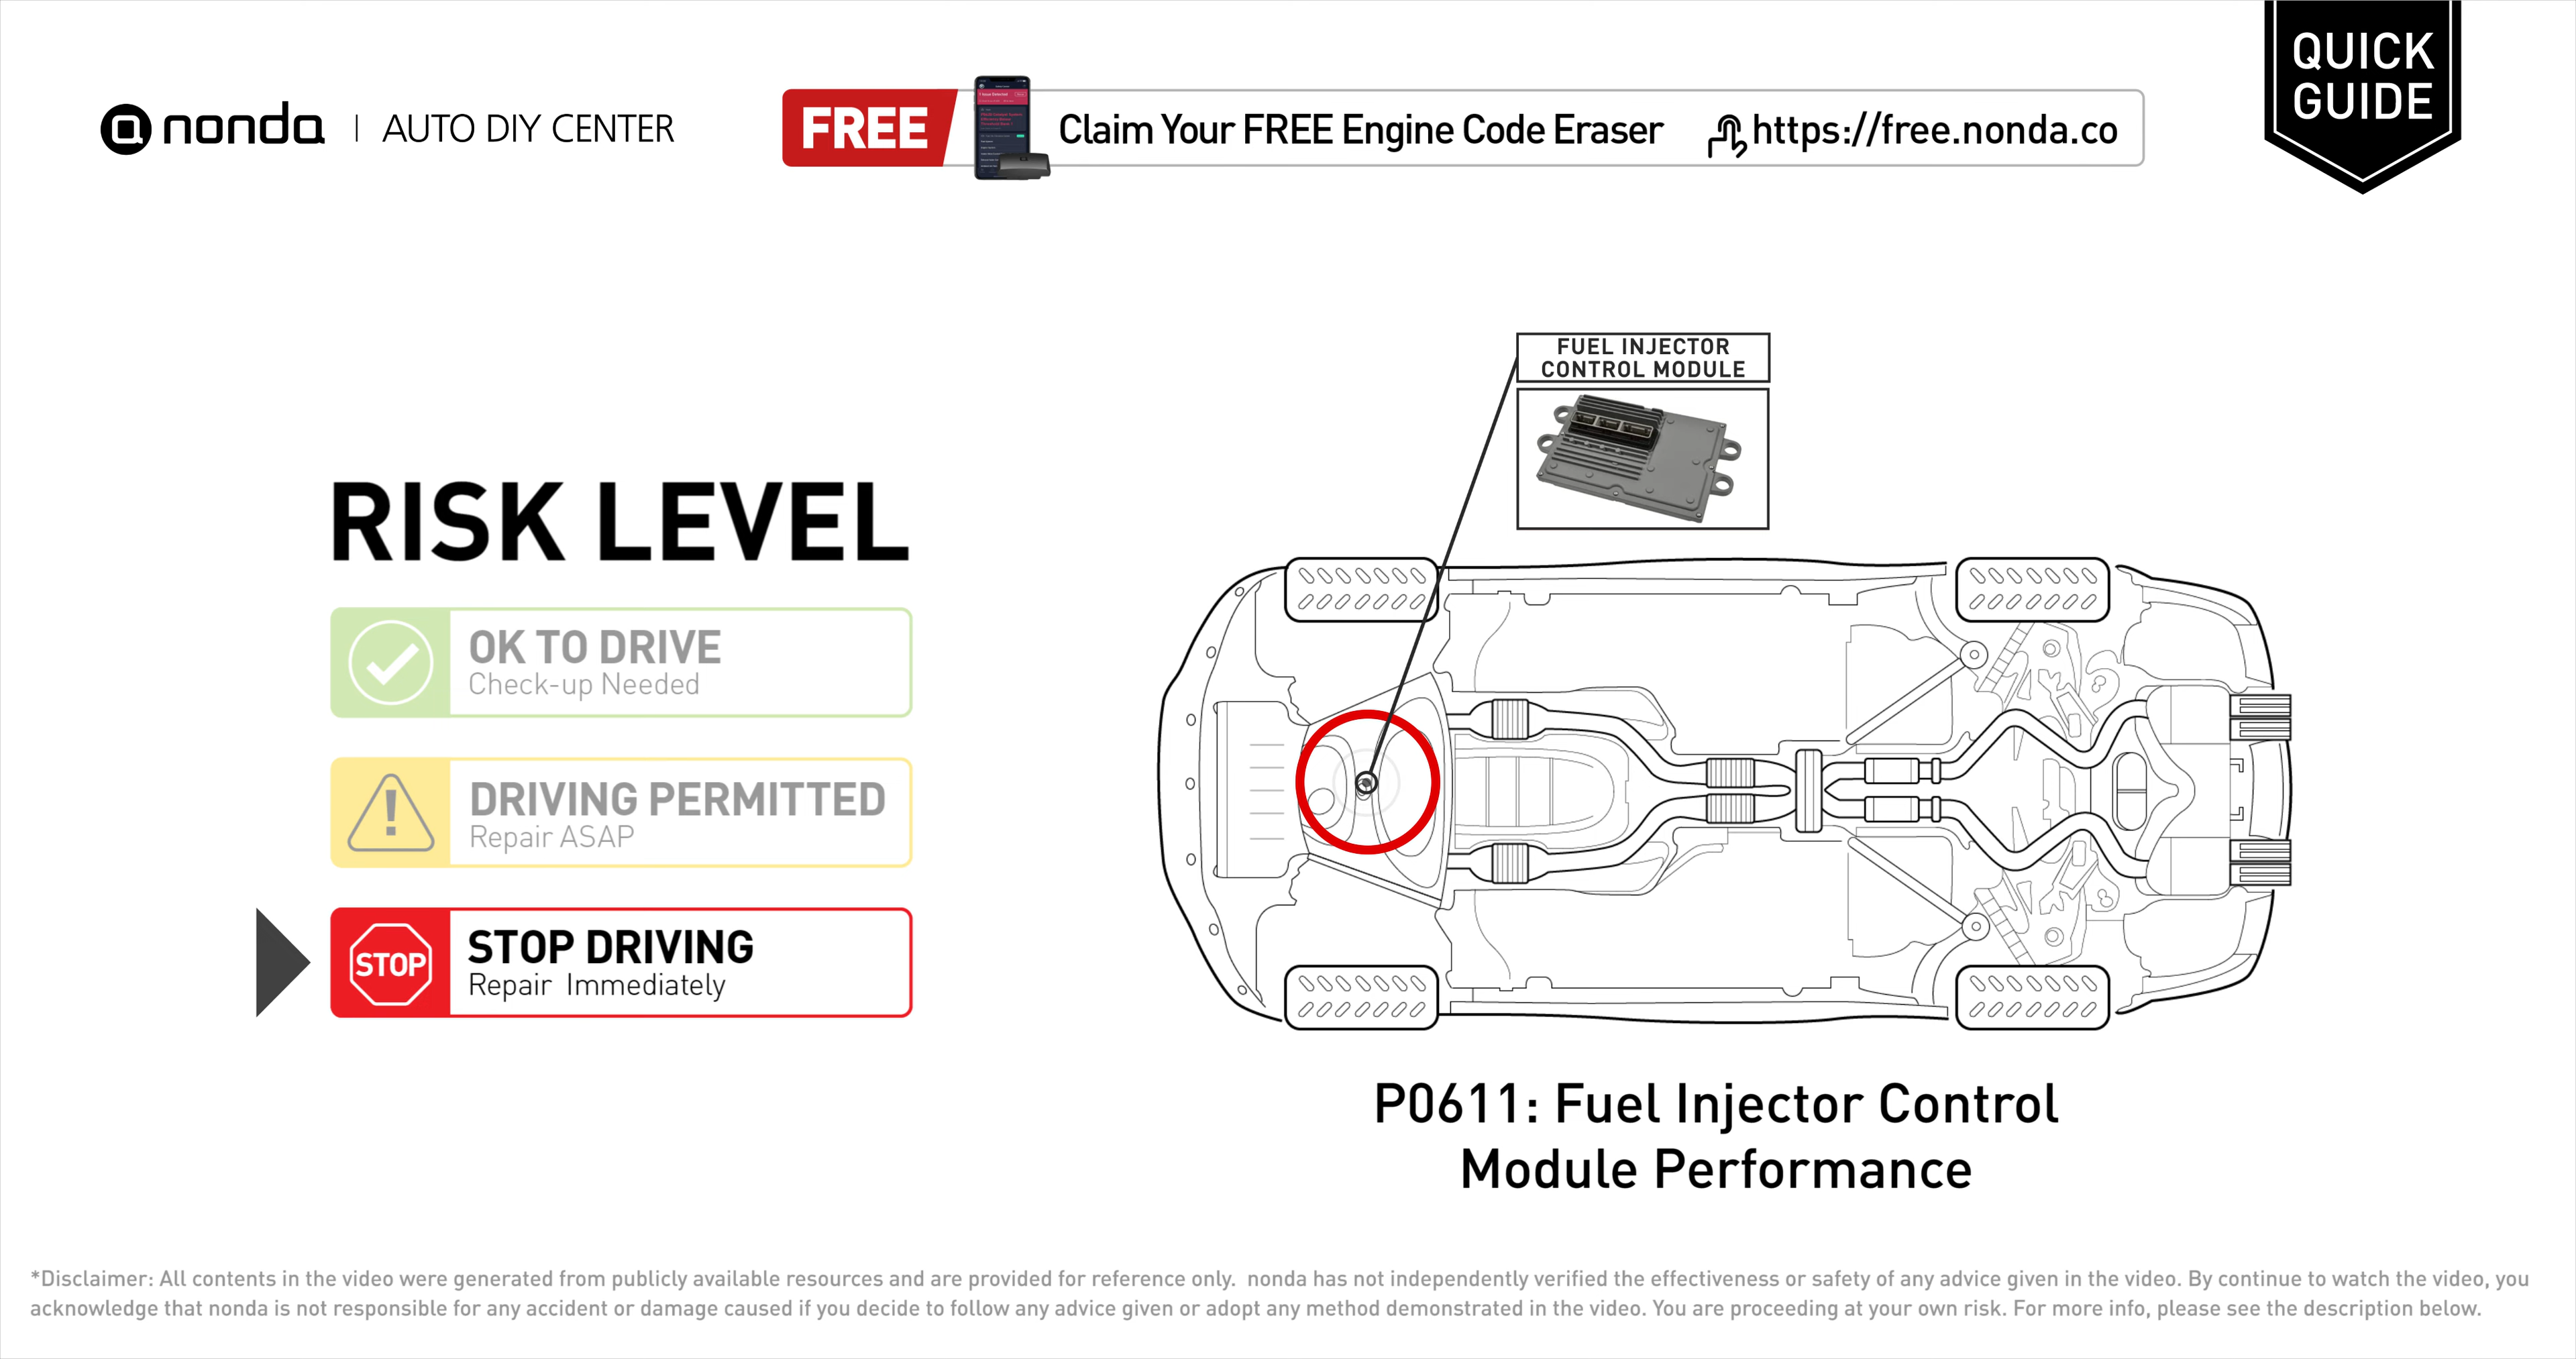 nonda | AUTO DIY CENTER
FREE
Claim Your FREE Engine Code Eraser
https://free.nonda.co
QUICK
GUIDE
FUEL INJECTOR
CONTROL MODULE
RISK LEVEL
OK TO DRIVE
Check-up Needed
DRIVING PERMITTED
Repair ASAP
STOP
STOP DRIVING
Repair Immediately
P0611: Fuel Injector Control
Module Performance
*Disclaimer: All contents in the video were generated from publicly available resources and are provided for reference only. nonda has not independently verified the effectiveness or safety of any advice given in the video. By continue to watch the video, you
acknowledge that nonda is not responsible for any accident or damage caused if you decide to follow any advice given or adopt any method demonstrated in the video. You are proceeding at your own risk. For more info, please see the description below.